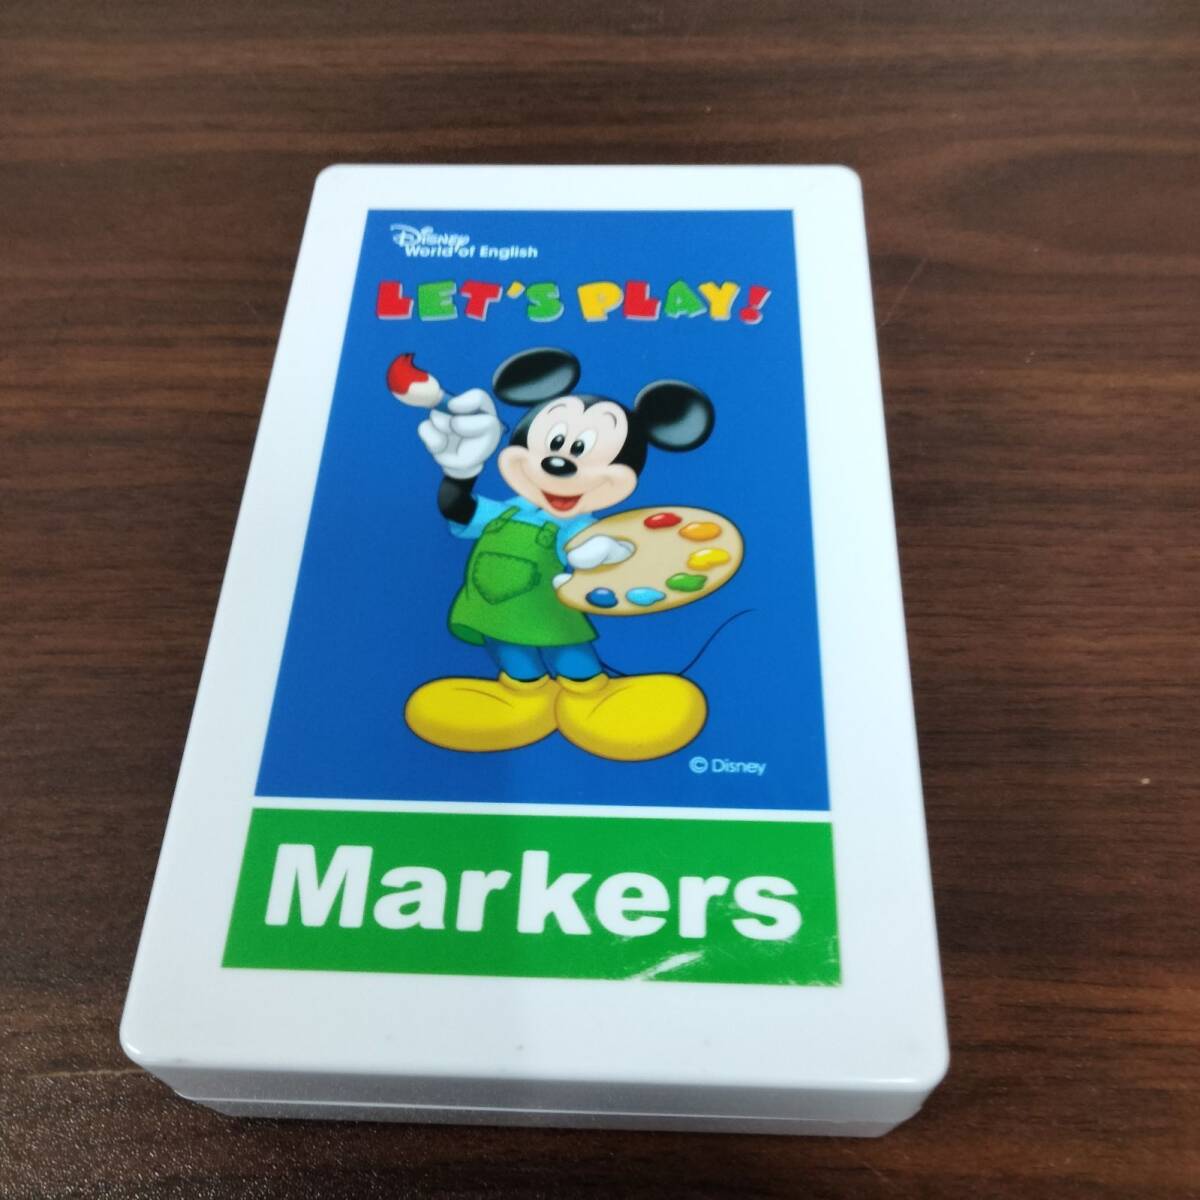 Disney
World of English
LET'S PLAY!
© Disney
Markers